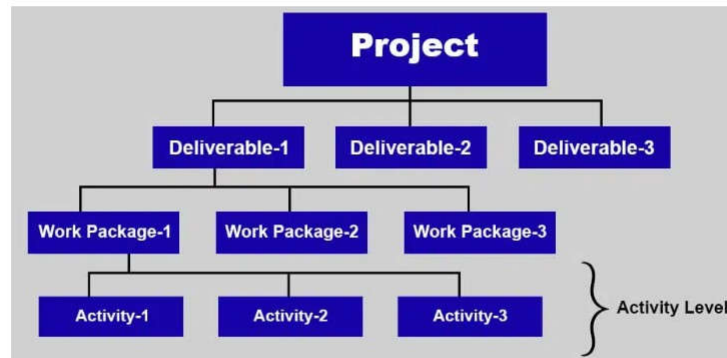 Project
Deliverable-1
Deliverable-2
Deliverable-3
Work Package-1
Work Package-2
Work Package-3
Activity-1
Activity-2
Activity-3
Activity Level